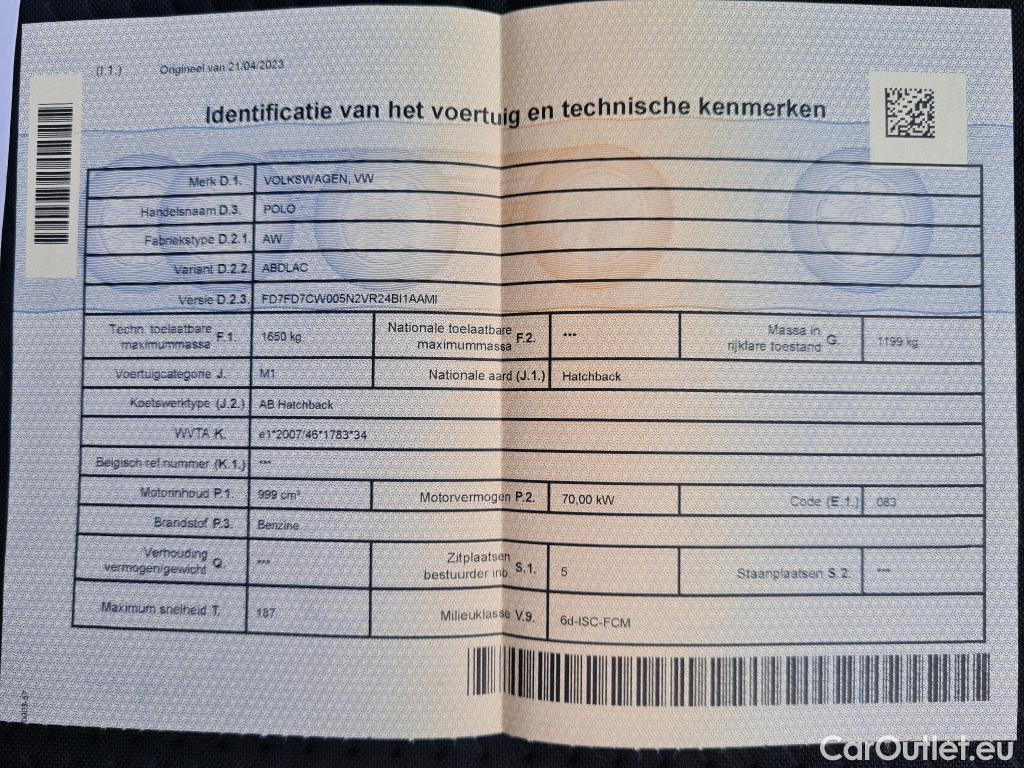 (I.1.) Origineel van 21/04/2023
Identificatie van het voertuig en technische kenmerken
Merk D.1. VOLKSWAGEN, VW
Handelsnaam D.3. POLO
Fabriekstype D.2.1. AW
Variant D.2.2. ABDLAC
Versie D.2.3. FD7FD7CW005N2VR24BI1AAMI
Techn. toelaatbare maximummassa F.1. 1650 kg Nationale toelaatbare maximummassa F.2. *** Massa in rijklare toestand G. 1199 kg
Voertuigcategorie J. M1 Nationale aard (J.1.) Hatchback
Koetswerktype (J.2.) AB Hatchback
WVTA K. e1*2007/46*1783*34
Belgisch ref.nummer (K.1.) ***
Motorinhoud P.1. 999 cm³ Motorvermogen P.2. 70,00 kW Code (E.1.) 083
Brandstof P.3. Benzine
Verhouding vermogen/gewicht Q. *** Zitplaatsen bestuurder inb. S.1. 5 Staanplaatsen S.2. ***
Maximum snelheid T. 187 Milieuklasse V.9. 6d-ISC-FCM
CarOutlet.eu